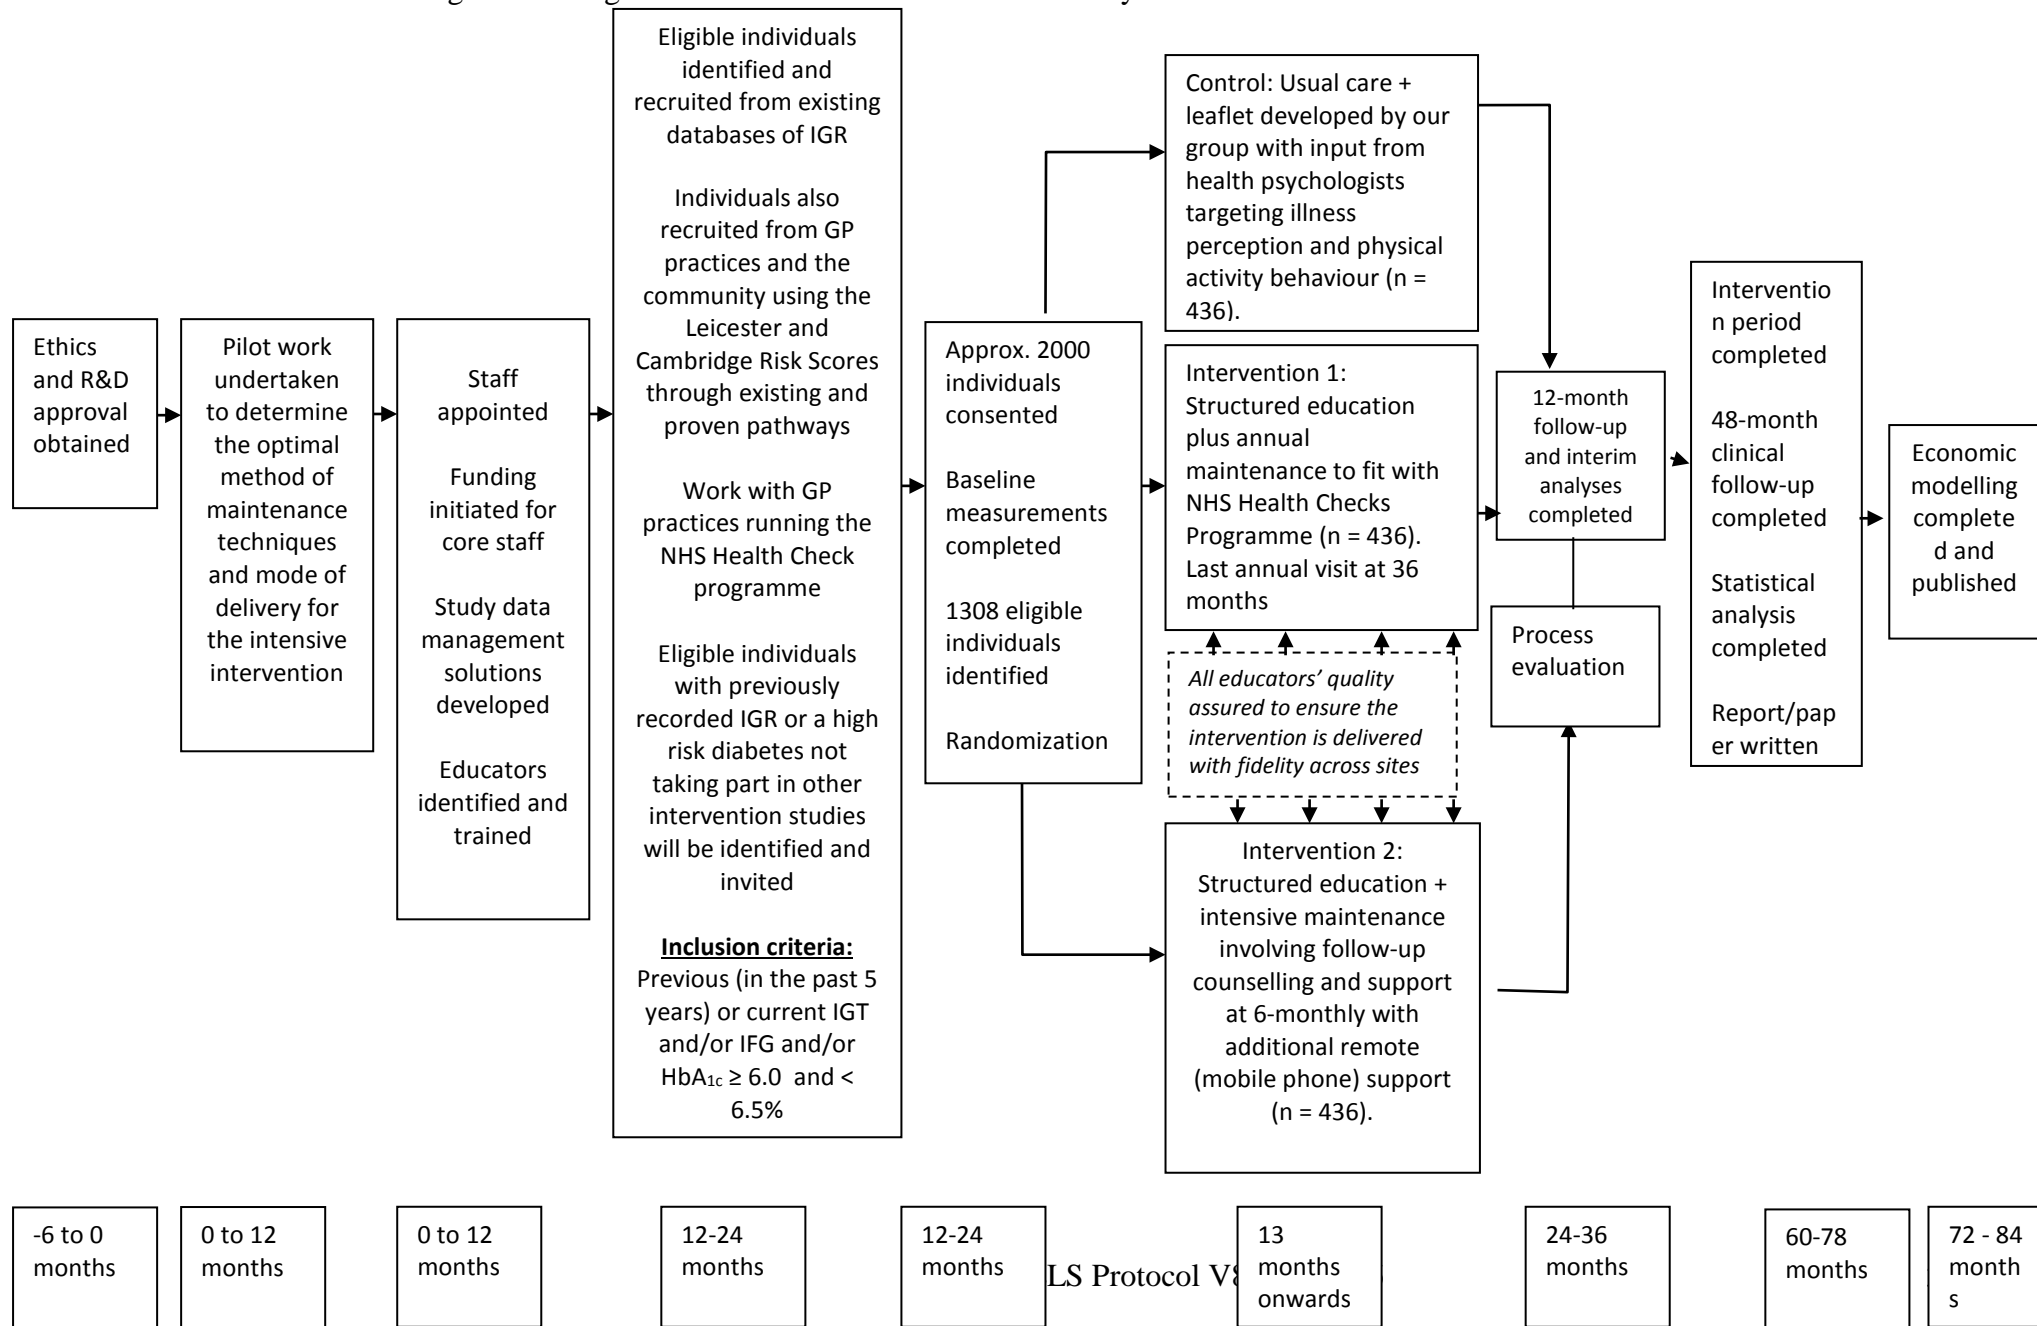 Ethics
and R&D
approval
obtained
Pilot work
undertaken
to determine
the optimal
method of
maintenance
techniques
and mode of
delivery for
the intensive
intervention
Staff
appointed
Funding
initiated for
core staff
Study data
management
solutions
developed
Educators
identified and
trained
Eligible individuals
identified and
recruited from existing
databases of IGR
Individuals also
recruited from GP
practices and the
community using the
Leicester and
Cambridge Risk Scores
through existing and
proven pathways
Work with GP
practices running the
NHS Health Check
programme
Eligible individuals
with previously
recorded IGR or a high
risk diabetes not
taking part in other
intervention studies
will be identified and
invited
Inclusion criteria:
Previous (in the past 5
years) or current IGT
and/or IFG and/or
HbA1c ≥ 6.0 and <
6.5%
Approx. 2000
individuals
consented
Baseline
measurements
completed
1308 eligible
individuals
identified
Randomization
Control: Usual care +
leaflet developed by our
group with input from
health psychologists
targeting illness
perception and physical
activity behaviour (n =
436).
Intervention 1:
Structured education
plus annual
maintenance to fit with
NHS Health Checks
Programme (n = 436).
Last annual visit at 36
months
All educators’ quality
assured to ensure the
intervention is delivered
with fidelity across sites
Intervention 2:
Structured education +
intensive maintenance
involving follow-up
counselling and support
at 6-monthly with
additional remote
(mobile phone) support
(n = 436).
12-month
follow-up
and interim
analyses
completed
Process
evaluation
Interventio
n period
completed
48-month
clinical
follow-up
completed
Statistical
analysis
completed
Report/pap
er written
Economic
modelling
complete
d and
published
-6 to 0
months
0 to 12
months
0 to 12
months
12-24
months
12-24
months
LS Protocol V8
13
months
onwards
24-36
months
60-78
months
72 - 84
month
s